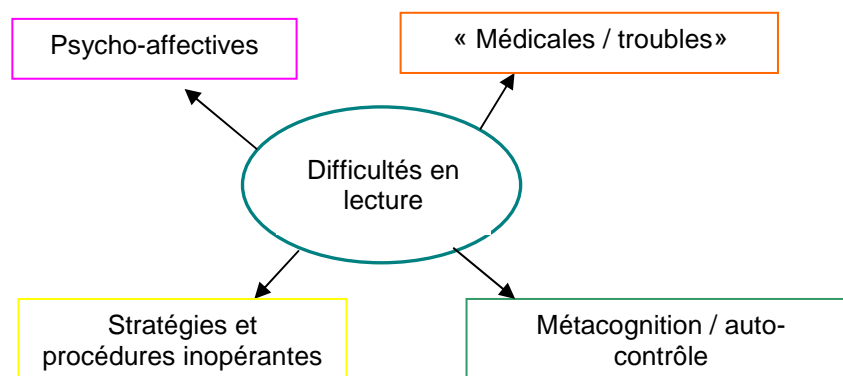 Psycho-affectives
« Médicales / troubles»
Difficultés en
lecture
Stratégies et
procédures inopérantes
Métacognition / auto-
contrôle